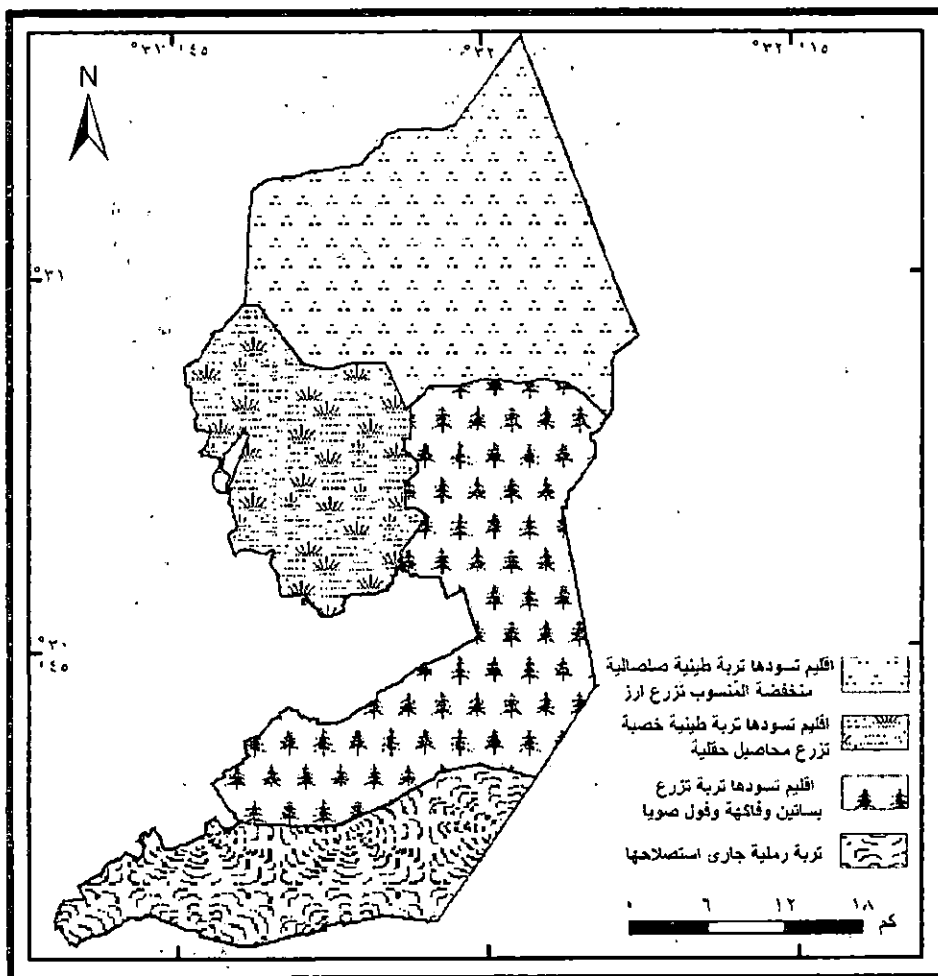 °٣١ ٤٥
°٣٢
°٣٢ ١٥
N
°٣١
°٣٠
٤٥
اقليم تسودها تربة طينية صلصالية
منخفضة المنسوب تزرع ارز
اقليم تسودها تربة طينية خصبة
تزرع محاصيل حقلية
اقليم تسودها تربة تزرع
بساتين وفاكهة وفول صويا
تربة رملية جارى استصلاحها
٠ ٦ ١٢ ١٨
كم